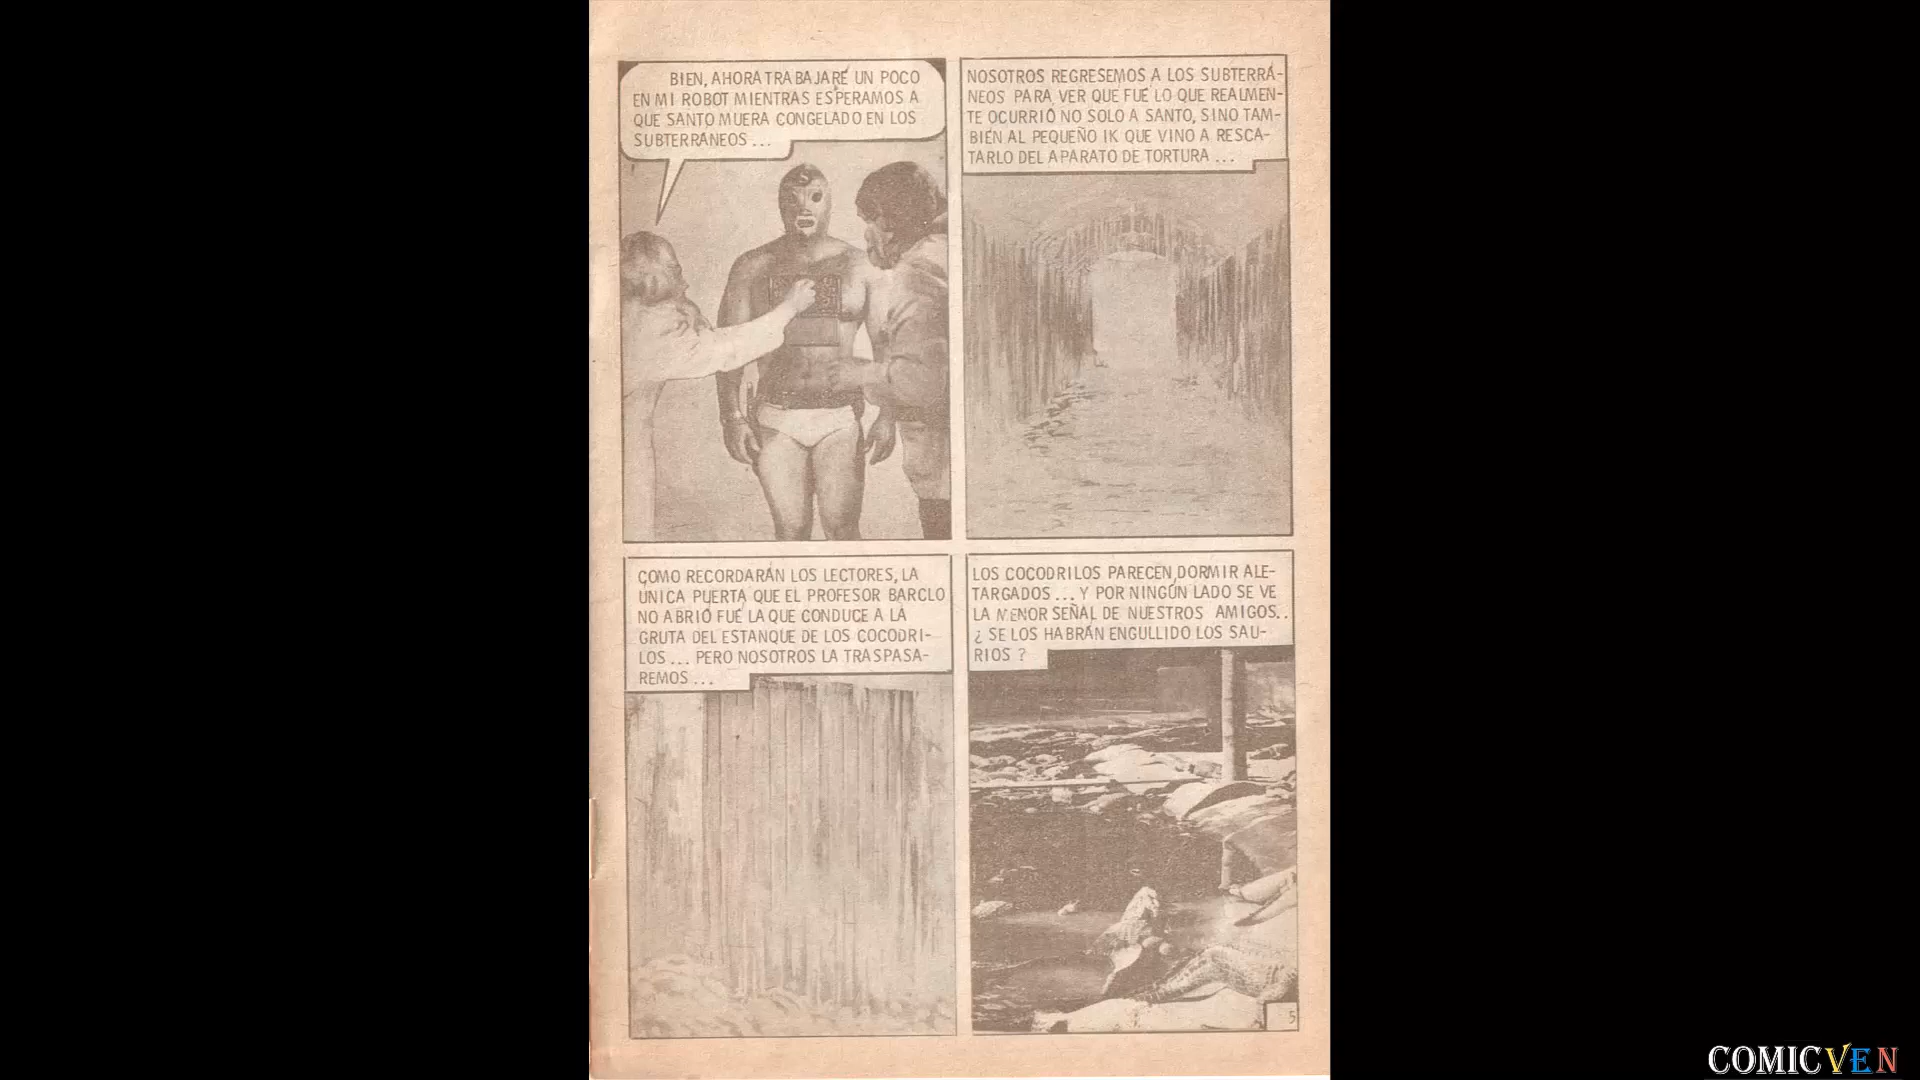 BIEN, AHORA TRABAJARÉ UN POCO
EN MI ROBOT MIENTRAS ESPERAMOS A
QUE SANTO MUERA CONGELADO EN LOS
SUBTERRÁNEOS ...
NOSOTROS REGRESEMOS A LOS SUBTERRÁ-
NEOS PARA VER QUE FUÉ LO QUE REALMEN-
TE OCURRIÓ NO SOLO A SANTO, SINO TAM-
BIÉN AL PEQUEÑO IK QUE VINO A RESCA-
TARLO DEL APARATO DE TORTURA ...
COMO RECORDARÁN LOS LECTORES, LA
ÚNICA PUERTA QUE EL PROFESOR BARCLO
NO ABRIÓ FUÉ LA QUE CONDUCE A LA
GRUTA DEL ESTANQUE DE LOS COCODRI-
LOS ... PERO NOSOTROS LA TRASPASA-
REMOS ...
LOS COCODRILOS PARECEN DORMIR ALE-
TARGADOS ... Y POR NINGÚN LADO SE VE
LA MENOR SEÑAL DE NUESTROS AMIGOS..
¿ SE LOS HABRÁN ENGULLIDO LOS SAU-
RIOS ?
S
5
COMICVEN